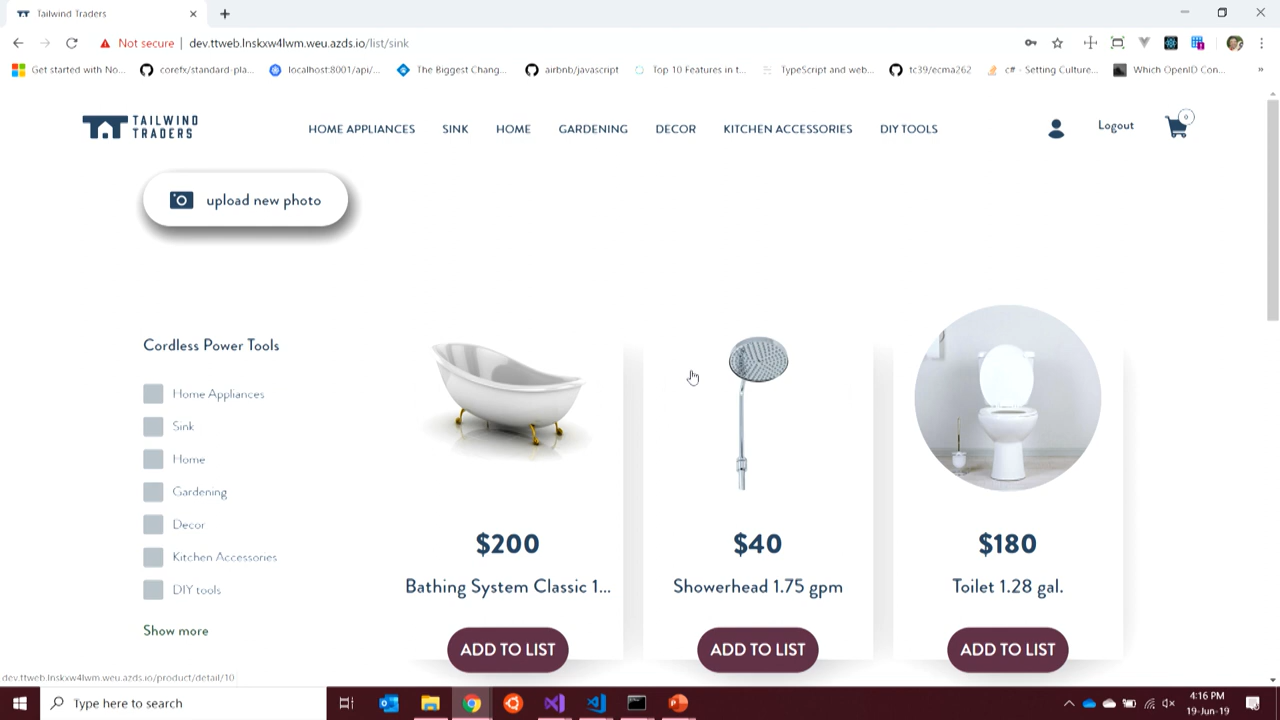 Tailwind Traders
Not secure | dev.ttweb.lnskxw4lwm.weu.azds.io/list/sink
Get started with No... corefx/standard-pla... localhost:8001/api/... The Biggest Chang... airbnb/javascript Top 10 Features in t... TypeScript and web... tc39/ecma262 c# - Setting Culture... Which OpenID Con... »
TAILWIND
TRADERS
HOME APPLIANCES SINK HOME GARDENING DECOR KITCHEN ACCESSORIES DIY TOOLS Logout 0
upload new photo
Cordless Power Tools
Home Appliances
Sink
Home
Gardening
Decor
Kitchen Accessories
DIY tools
Show more
$200 $40 $180
Bathing System Classic 1... Showerhead 1.75 gpm Toilet 1.28 gal.
ADD TO LIST ADD TO LIST ADD TO LIST
dev.ttweb.lnskxw4lwm.weu.azds.io/product/detail/10
Type here to search
4:16 PM
19-Jun-19